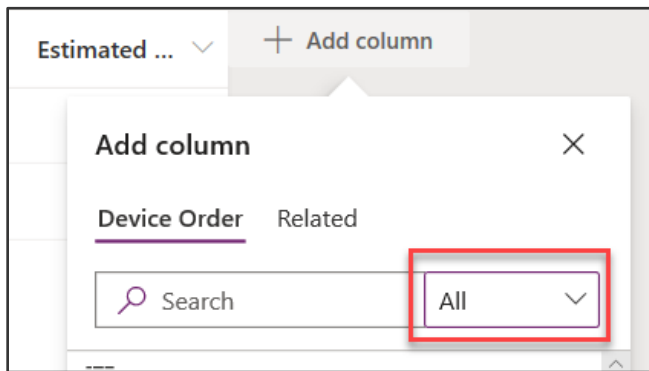 Estimated ...
+ Add column
Add column
Device Order Related
Search All